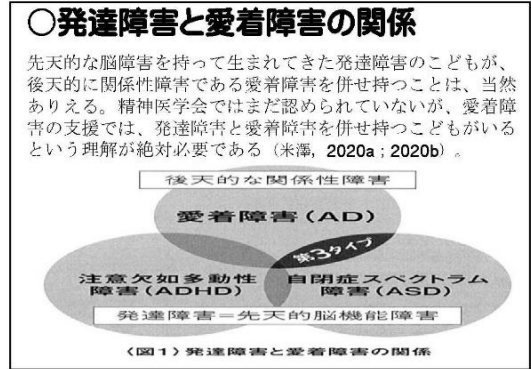 ○発達障害と愛着障害の関係
先天的な脳障害を持って生まれてきた発達障害のこどもが、
後天的に関係性障害である愛着障害を併せ持つことは、当然
ありえる。精神医学会ではまだ認められていないが、愛着障
害の支援では、発達障害と愛着障害を併せ持つこどもがいる
という理解が絶対必要である（米澤, 2020a ; 2020b）。
後天的な関係性障害
愛着障害(AD)
第3タイプ
注意欠如多動性
障害(ADHD)
自閉症スペクトラム
障害(ASD)
発達障害＝先天的脳機能障害
〈図1〉発達障害と愛着障害の関係